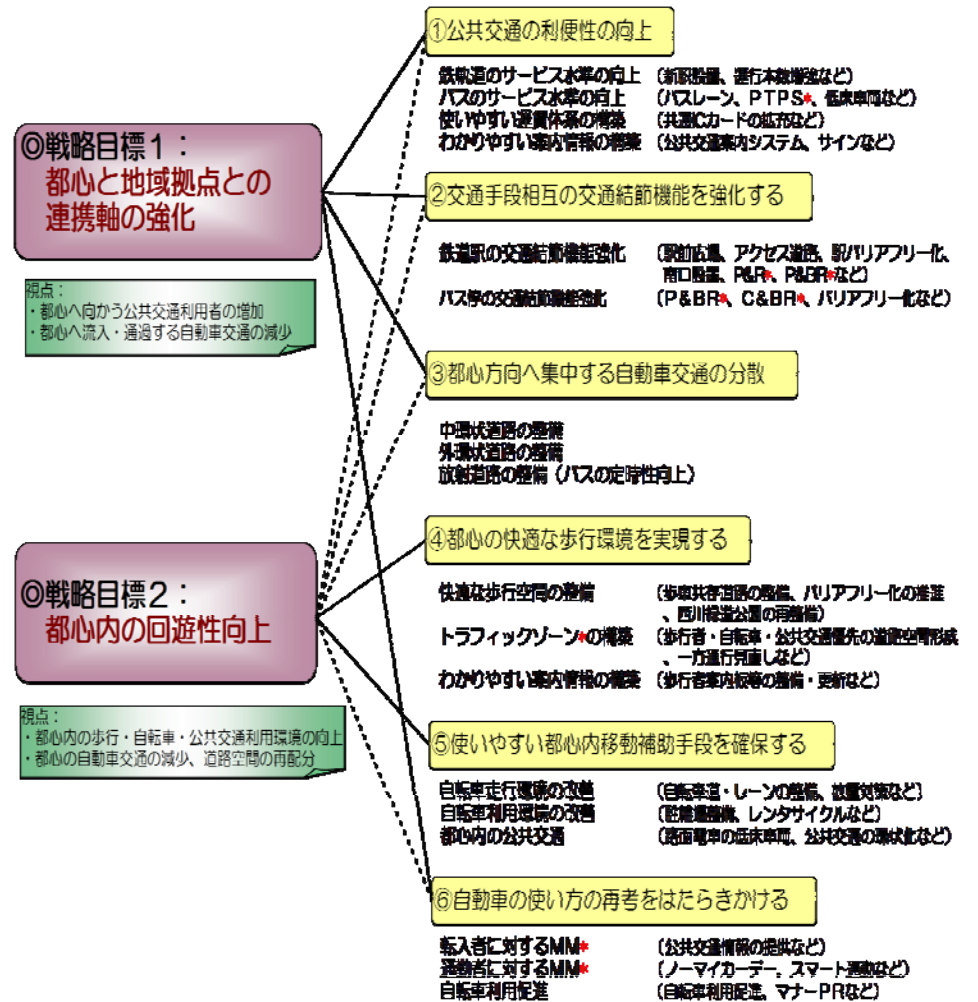 ①公共交通の利便性の向上
鉄軌道のサービス水準の向上 (新駅設置、運行本数増強など)
バスのサービス水準の向上 (バスレーン、PTPS*、低床車両など)
使いやすい運賃体系の構築 (共通ICカードの拡充など)
わかりやすい案内情報の構築 (公共交通案内システム、サインなど)
◎戦略目標1:
都心と地域拠点との
連携軸の強化
視点:
・都心へ向かう公共交通利用者の増加
・都心へ流入・通過する自動車交通の減少
②交通手段相互の交通結節機能を強化する
鉄道駅の交通結節機能強化 (駅前広場、アクセス道路、駅バリアフリー化、
南口設置、P&R*、P&BR*など)
バス停の交通結節機能強化 (P&BR*、C&BR*、バリアフリー化など)
③都心方向へ集中する自動車交通の分散
中環状道路の整備
外環状道路の整備
放射道路の整備(バスの定時性向上)
◎戦略目標2:
都心内の回遊性向上
視点:
・都心内の歩行・自転車・公共交通利用環境の向上
・都心の自動車交通の減少、道路空間の再配分
④都心の快適な歩行環境を実現する
快適な歩行空間の整備 (歩車共存道路の整備、バリアフリー化の推進
、西川緑道公園の再整備)
トラフィックゾーン*の構築 (歩行者・自転車・公共交通優先の道路空間形成
、一方通行見直しなど)
わかりやすい案内情報の構築 (歩行者案内板等の整備・更新など)
⑤使いやすい都心内移動補助手段を確保する
自転車走行環境の改善 (自転車道・レーンの整備、放置対策など)
自転車利用環境の改善 (駐輪場整備、レンタサイクルなど)
都心内の公共交通 (路面電車の低床車両、公共交通の環状化など)
⑥自動車の使い方の再考をはたらきかける
転入者に対するMM* (公共交通情報の提供など)
通勤者に対するMM* (ノーマイカーデー、スマート通勤など)
自転車利用促進 (自転車利用促進、マナーPRなど)